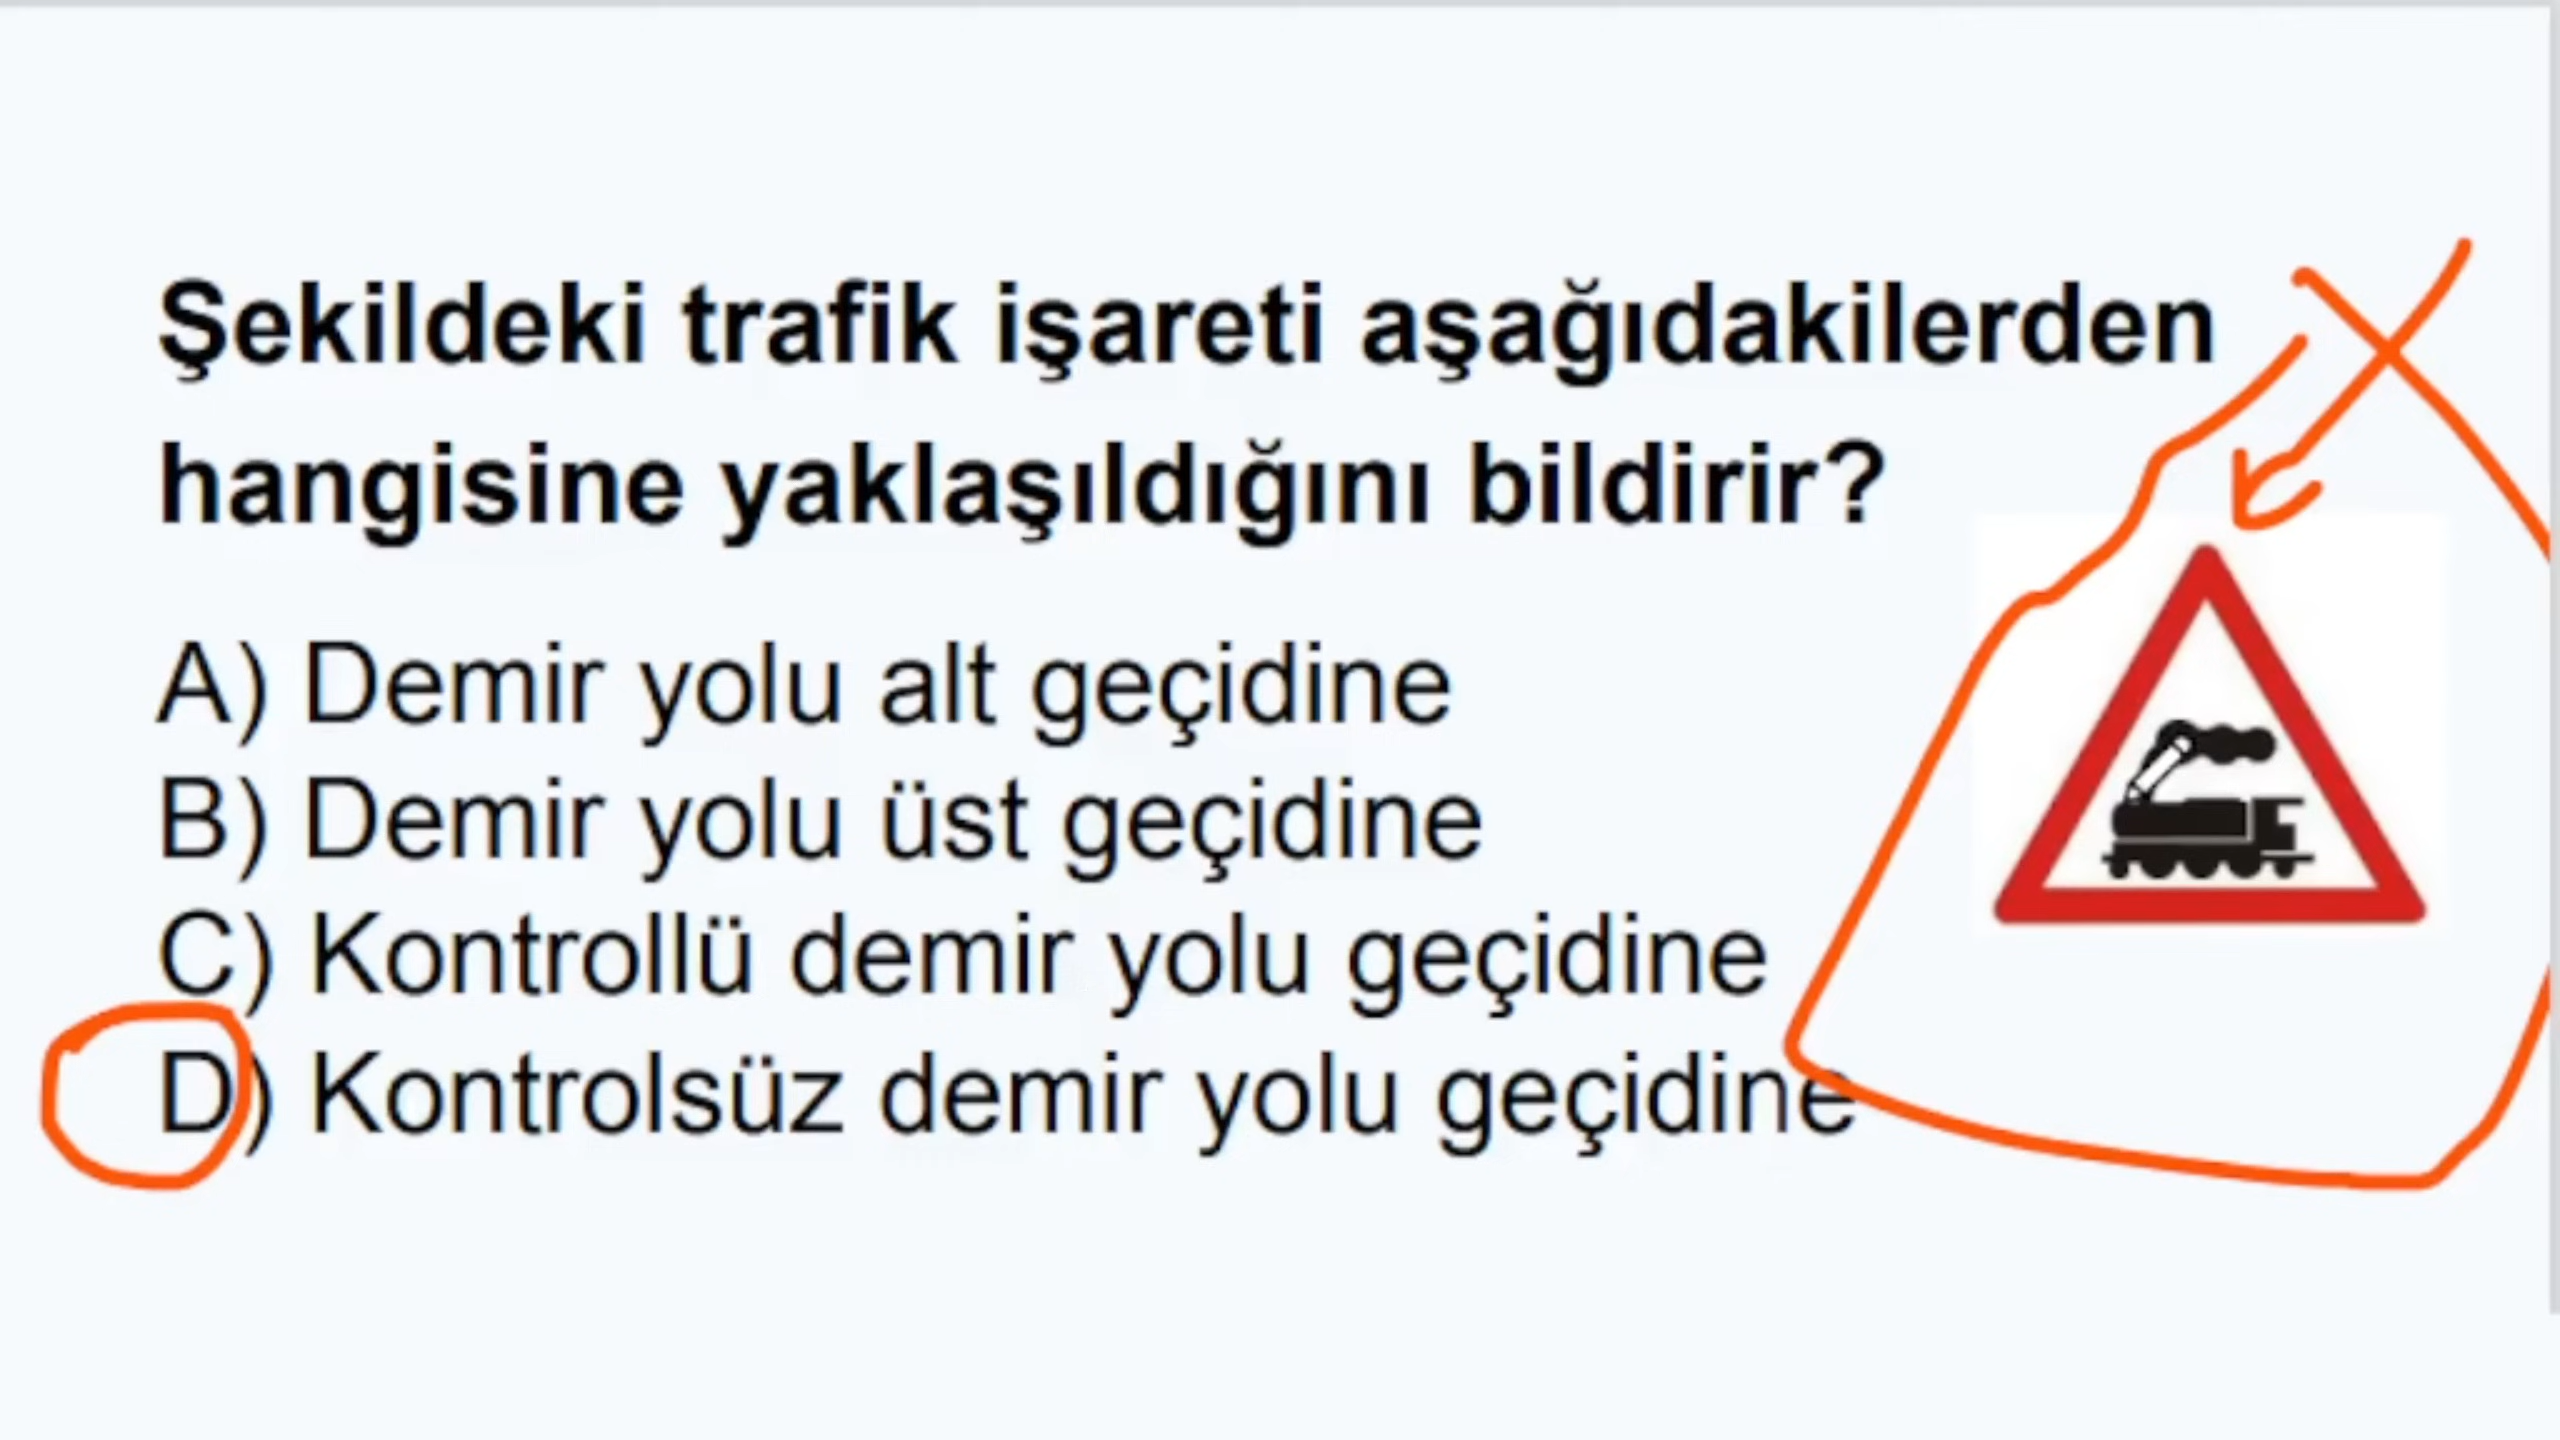 Şekildeki trafik işareti aşağıdakilerden
hangisine yaklaşıldığını bildirir?
A) Demir yolu alt geçidine
B) Demir yolu üst geçidine
C) Kontrollü demir yolu geçidine
D) Kontrolsüz demir yolu geçidine